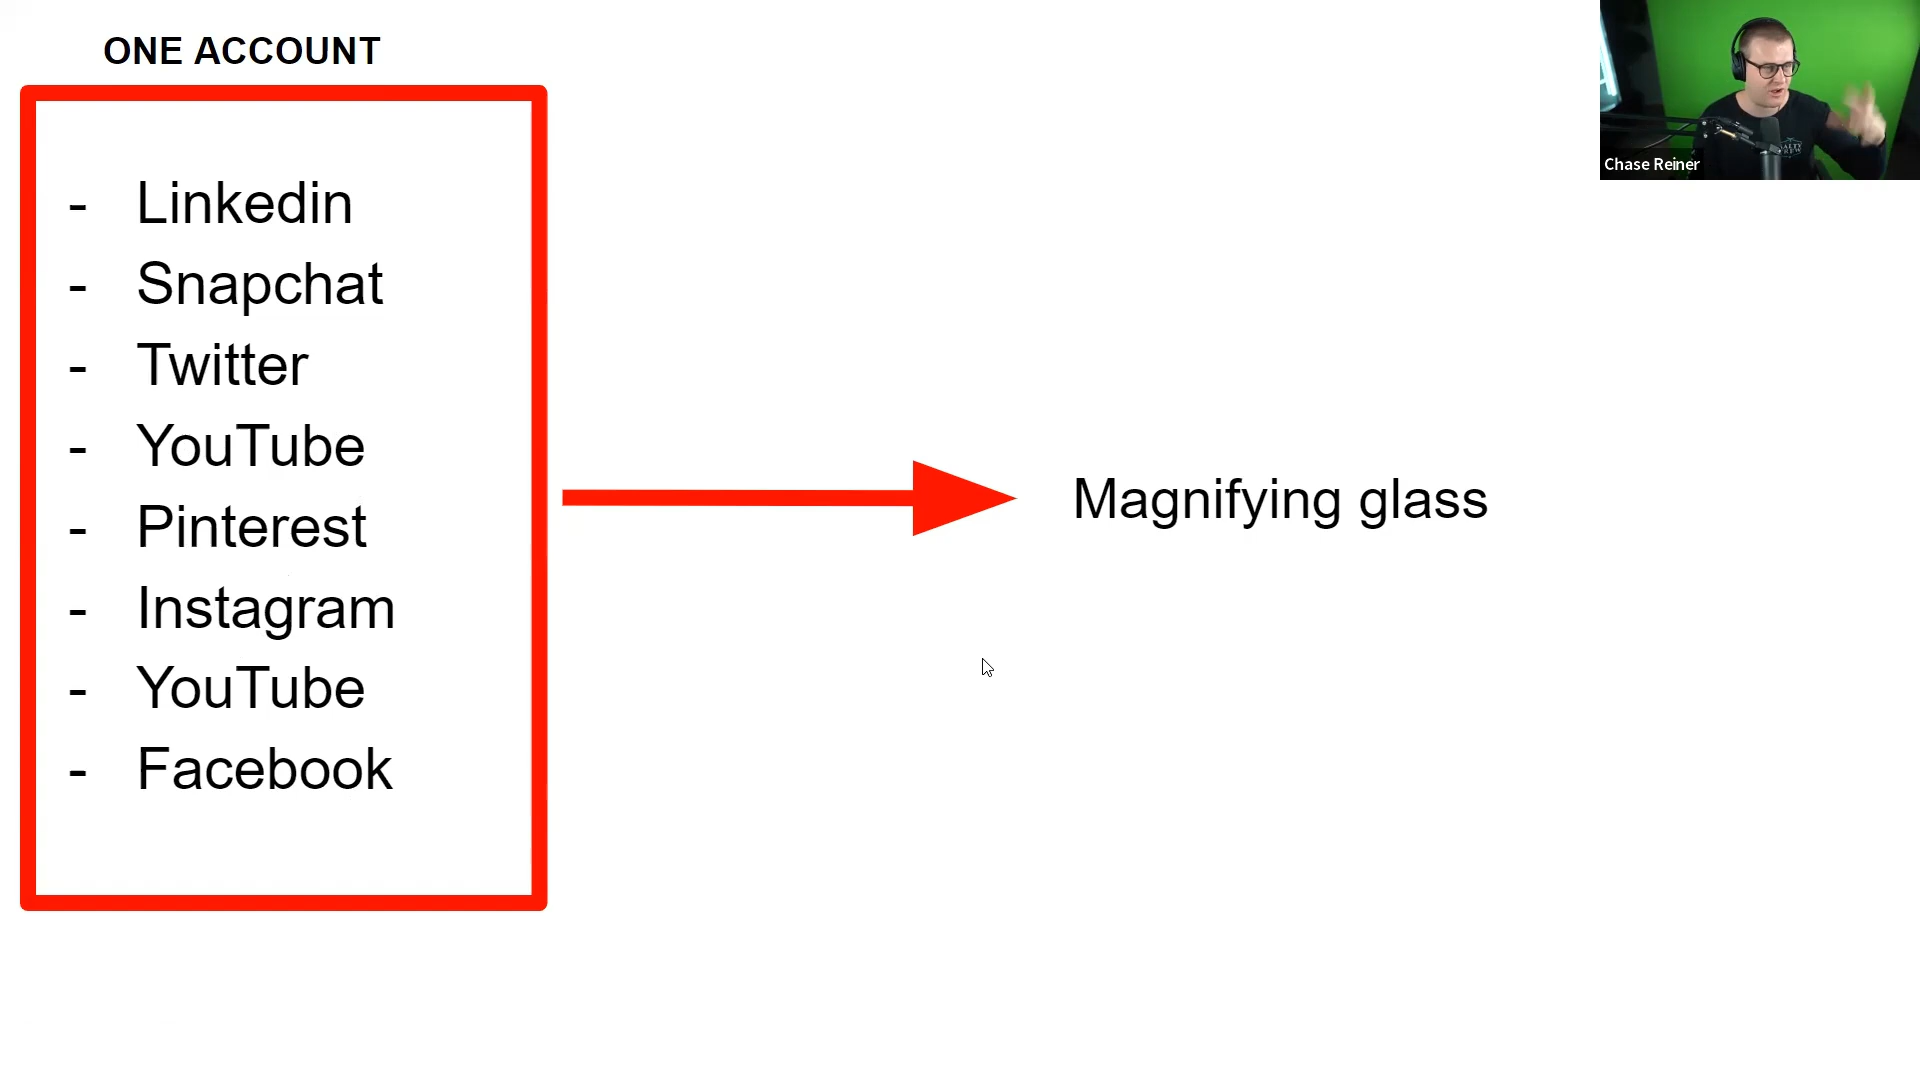 ONE ACCOUNT
- Linkedin
- Snapchat
- Twitter
- YouTube
- Pinterest
- Instagram
- YouTube
- Facebook
Magnifying glass
Chase Reiner